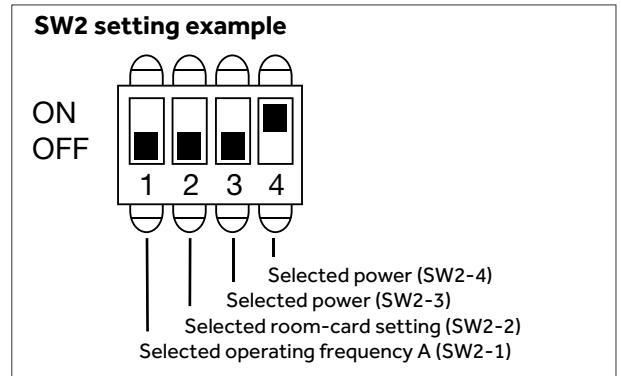 SW2 setting example
ON
OFF
1 2 3 4
Selected power (SW2-4)
Selected power (SW2-3)
Selected room-card setting (SW2-2)
Selected operating frequency A (SW2-1)